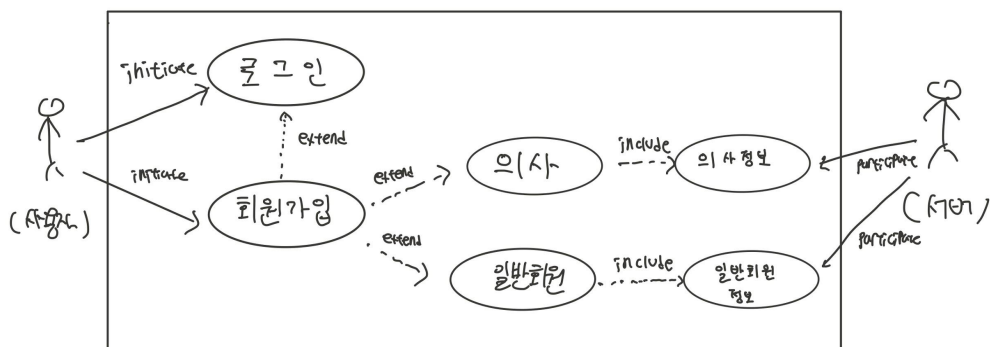 initiate
로그인
extend
initiate
회원가입
extend
의사
include
의사정보
participate
extend
일반회원
include
일반회원
정보
participate
(사용자)
(서버)